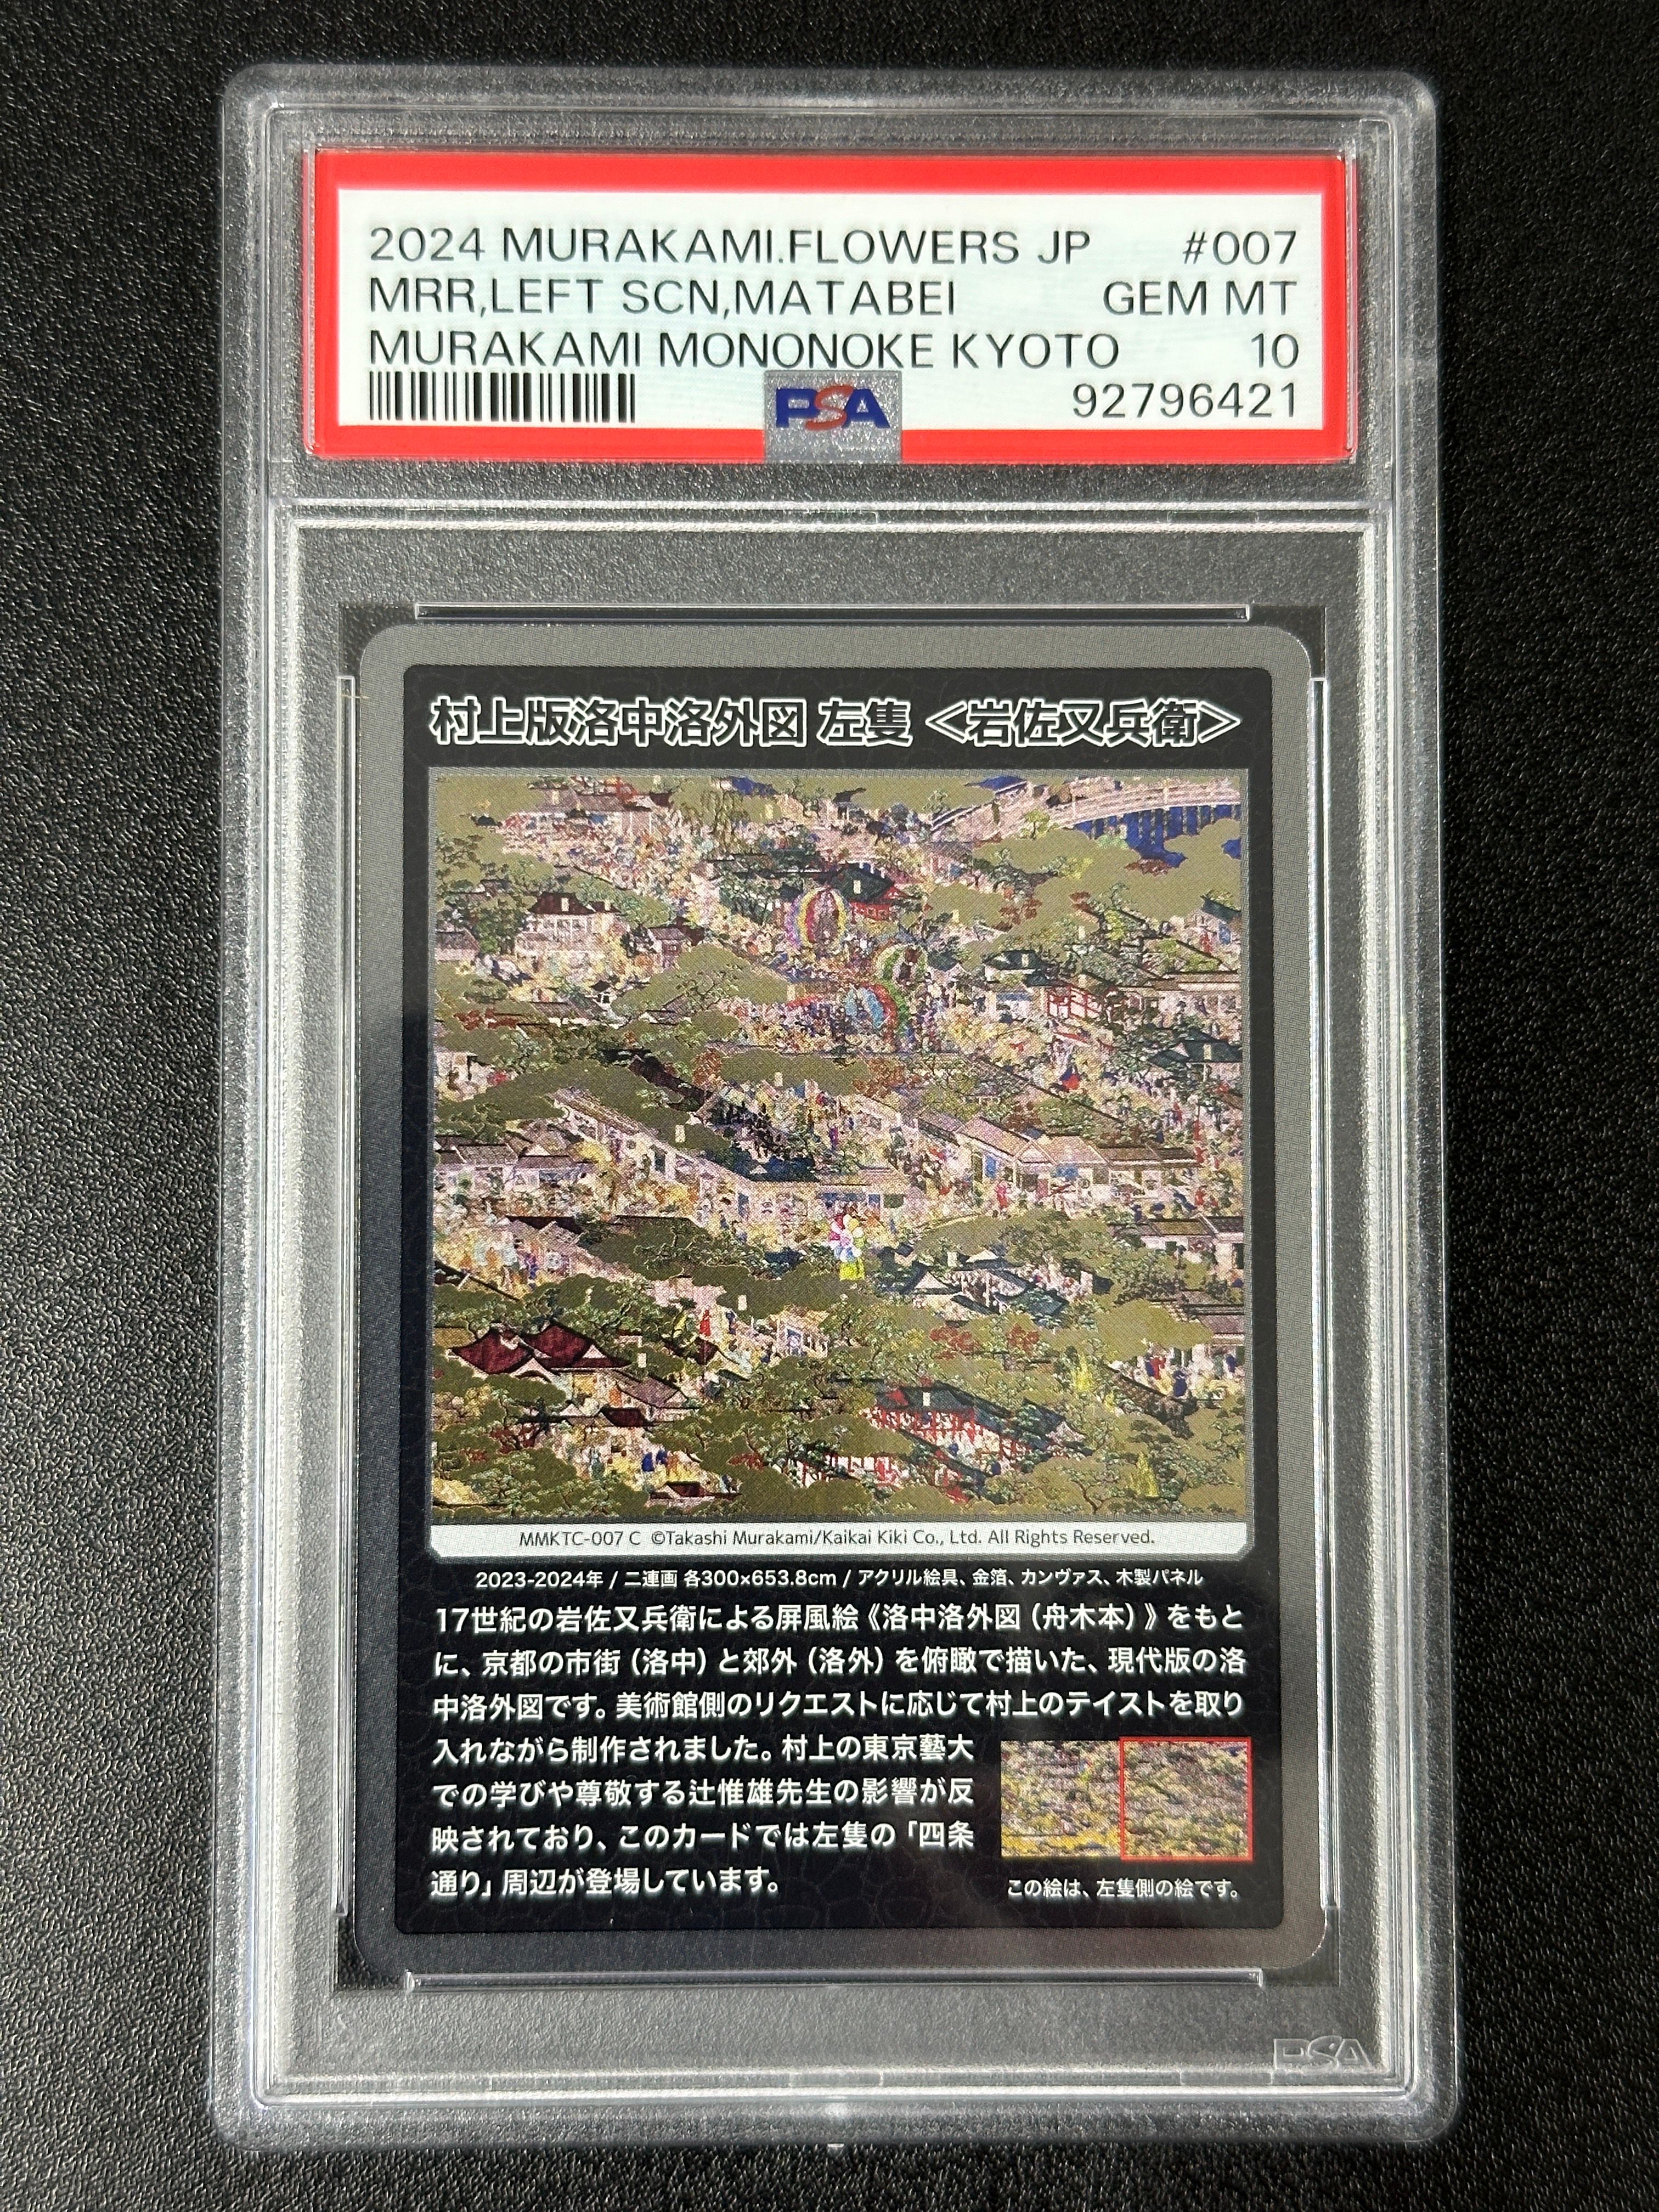 2024 MURAKAMI.FLOWERS JP #007
MRR,LEFT SCN,MATABEI GEM MT
MURAKAMI MONONOKE KYOTO 10
PSA 92796421
村上版洛中洛外図 左隻 <岩佐又兵衛>
MMKTC-007 C ©Takashi Murakami/Kaikai Kiki Co., Ltd. All Rights Reserved.
2023-2024年 / 二連画 各300×653.8cm / アクリル絵具、金箔、カンヴァス、木製パネル
17世紀の岩佐又兵衛による屏風絵《洛中洛外図（舟木本）》をもと
に、京都の市街（洛中）と郊外（洛外）を俯瞰で描いた、現代版の洛
中洛外図です。美術館側のリクエストに応じて村上のテイストを取り
入れながら制作されました。村上の東京藝大
での学びや尊敬する辻惟雄先生の影響が反
映されており、このカードでは左隻の「四条
通り」周辺が登場しています。
この絵は、左隻側の絵です。
PSA